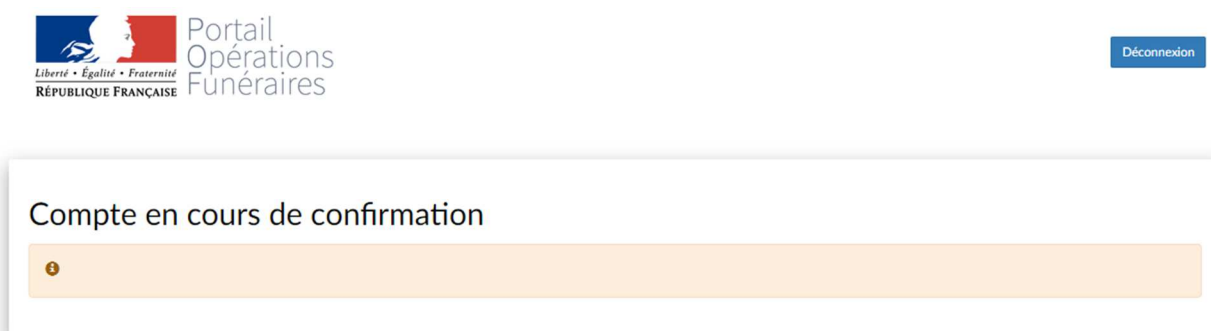 Portail
Opérations
Funéraires
Liberté • Égalité • Fraternité
RÉPUBLIQUE FRANÇAISE
Déconnexion
Compte en cours de confirmation